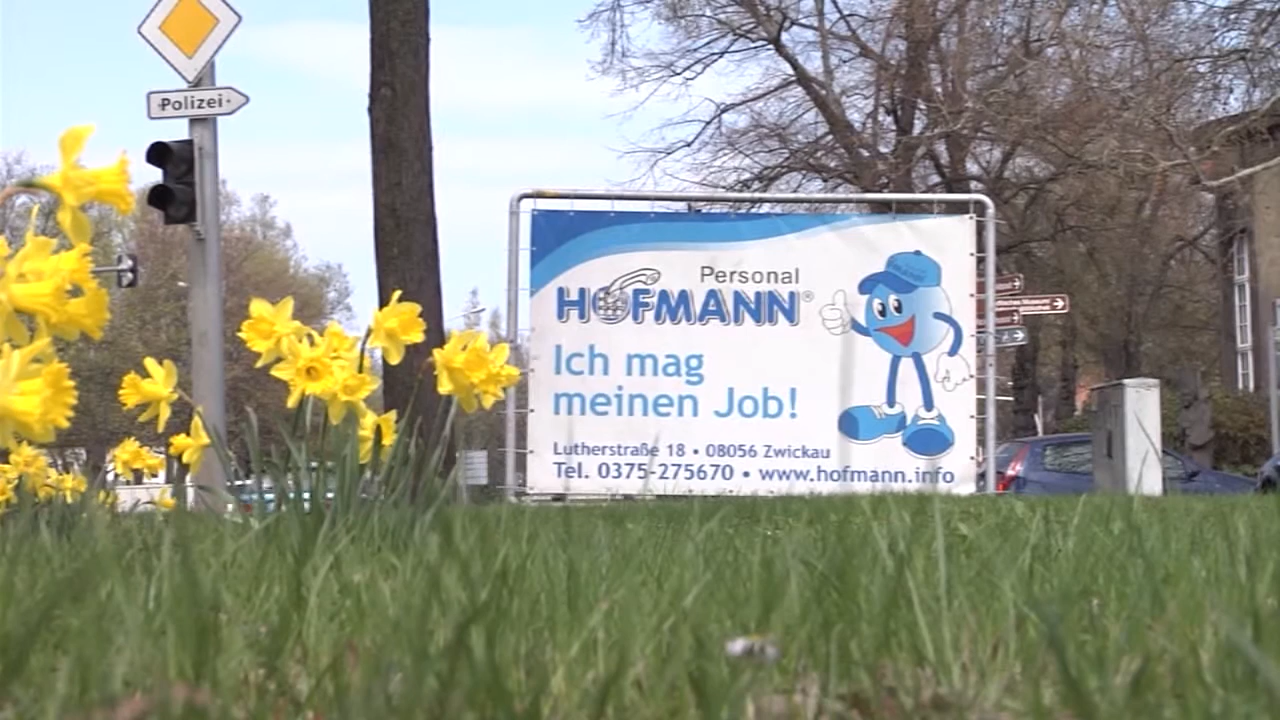 Polizei
Personal
HOFMANN®
Ich mag
meinen Job!
Lutherstraße 18 • 08056 Zwickau
Tel. 0375-275670 • www.hofmann.info